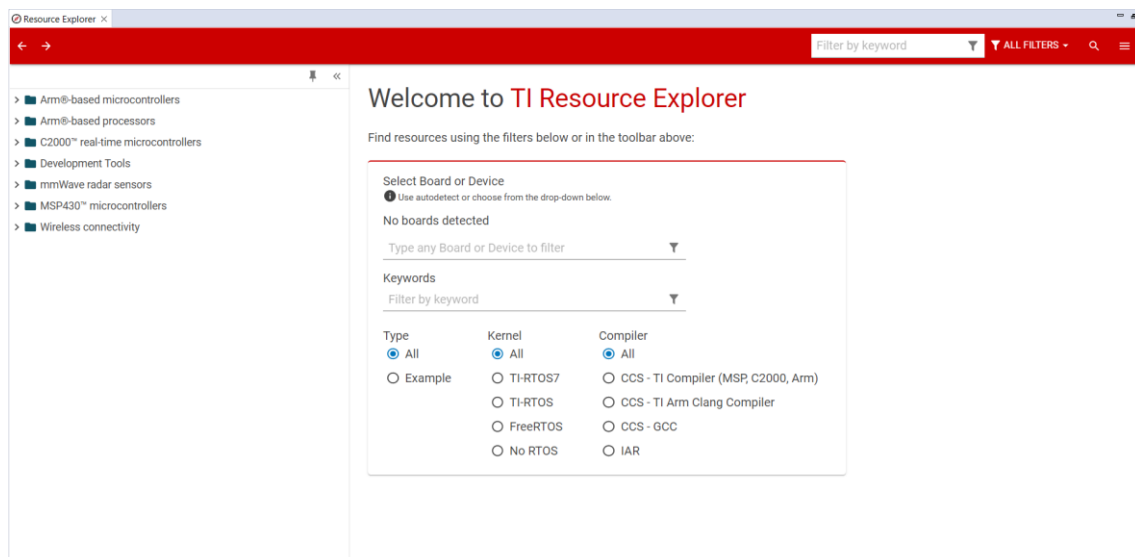 Resource Explorer
Filter by keyword
ALL FILTERS
Arm®-based microcontrollers
Arm®-based processors
C2000™ real-time microcontrollers
Development Tools
mmWave radar sensors
MSP430™ microcontrollers
Wireless connectivity
Welcome to TI Resource Explorer
Find resources using the filters below or in the toolbar above:
Select Board or Device
Use autodetect or choose from the drop-down below.
No boards detected
Type any Board or Device to filter
Keywords
Filter by keyword
Type Kernel Compiler
All All All
Example TI-RTOS7 CCS - TI Compiler (MSP, C2000, Arm)
TI-RTOS CCS - TI Arm Clang Compiler
FreeRTOS CCS - GCC
No RTOS IAR